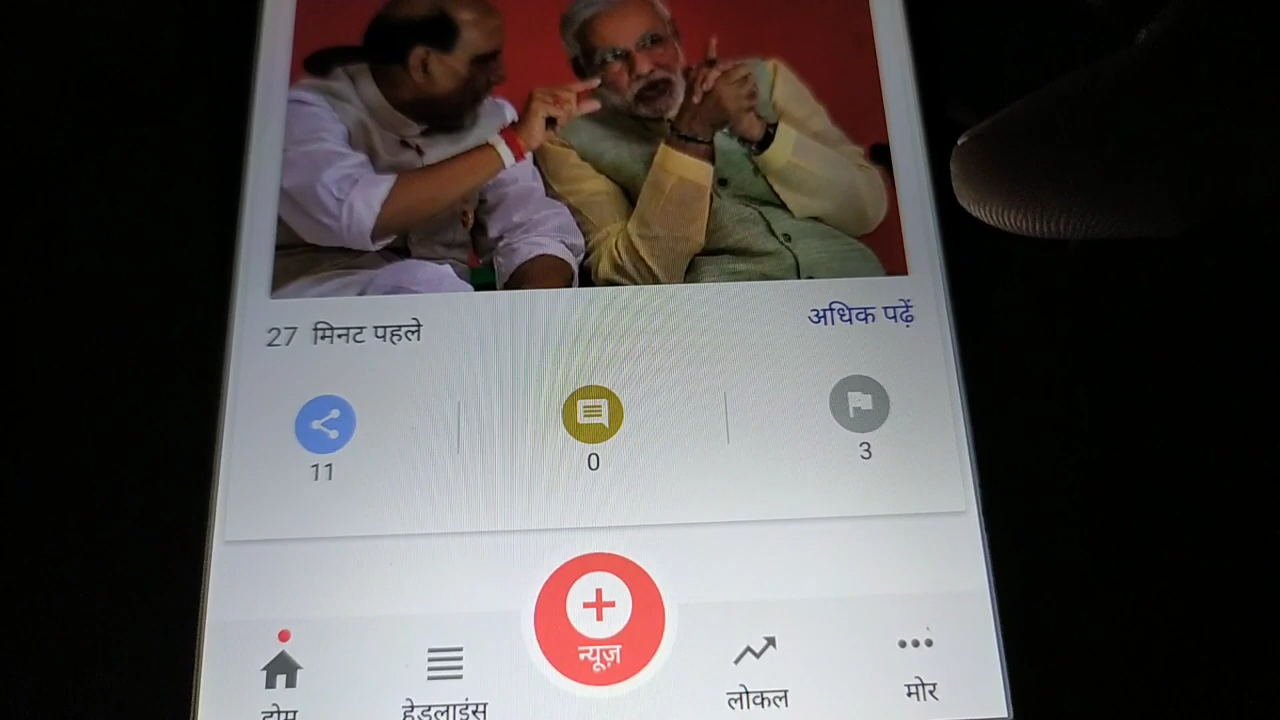 27 मिनट पहले
अधिक पढ़ें
11
0
3
न्यूज़
होम
हेडलाइंस
लोकल
मोर